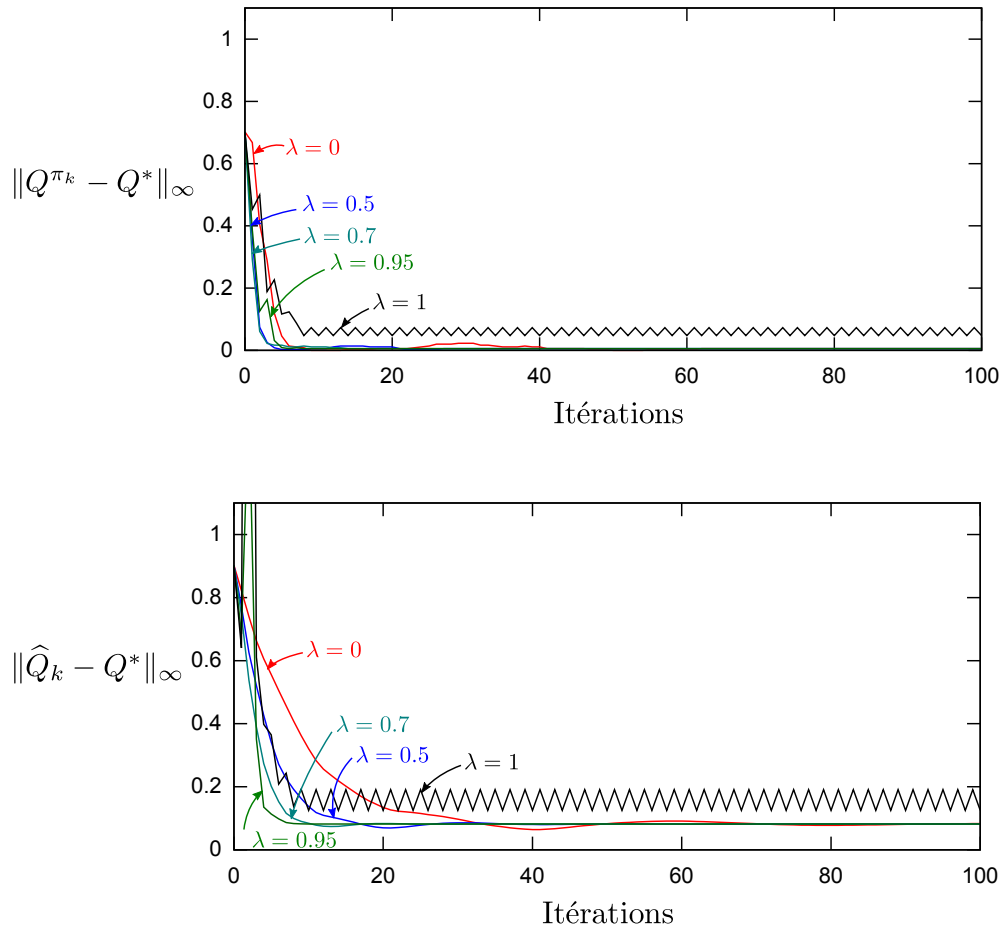 1
0.8
0.6
0.4
0.2
0
‖Q^{π_k} − Q*‖_∞
λ = 0
λ = 0.5
λ = 0.7
λ = 0.95
λ = 1
0 20 40 60 80 100
Itérations
1
0.8
0.6
0.4
0.2
0
‖Q̂_k − Q*‖_∞
λ = 0
λ = 0.7
λ = 0.5
λ = 1
λ = 0.95
0 20 40 60 80 100
Itérations